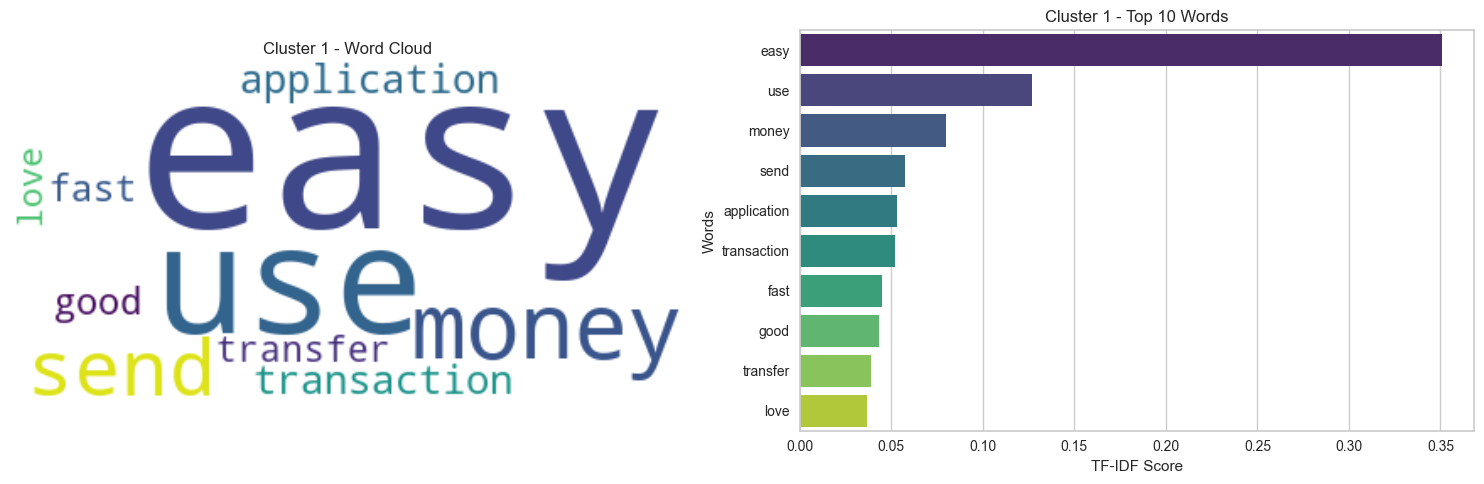 Cluster 1 - Word Cloud
application
easy
love
fast
use
good
money
transfer
send
transaction
Cluster 1 - Top 10 Words
easy
use
money
send
application
transaction
fast
good
transfer
love
Words
0.00 0.05 0.10 0.15 0.20 0.25 0.30 0.35
TF-IDF Score